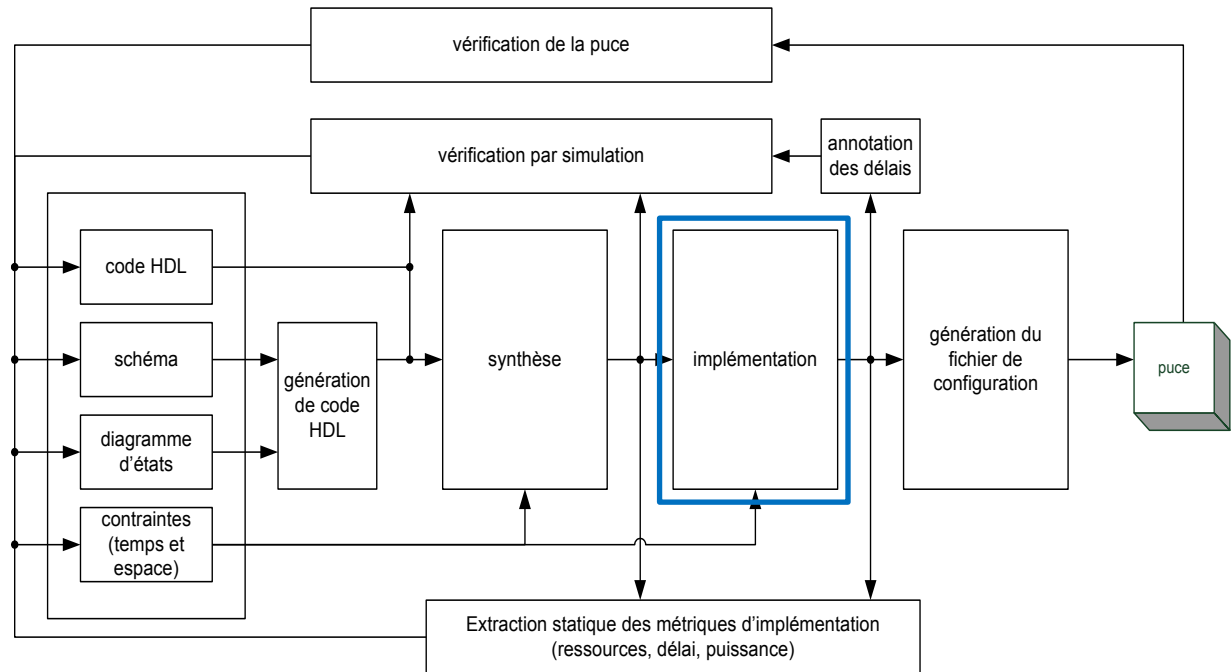 vérification de la puce
vérification par simulation
annotation
des délais
code HDL
schéma
diagramme
d'états
contraintes
(temps et
espace)
génération
de code
HDL
synthèse
implémentation
génération du
fichier de
configuration
puce
Extraction statique des métriques d'implémentation
(ressources, délai, puissance)